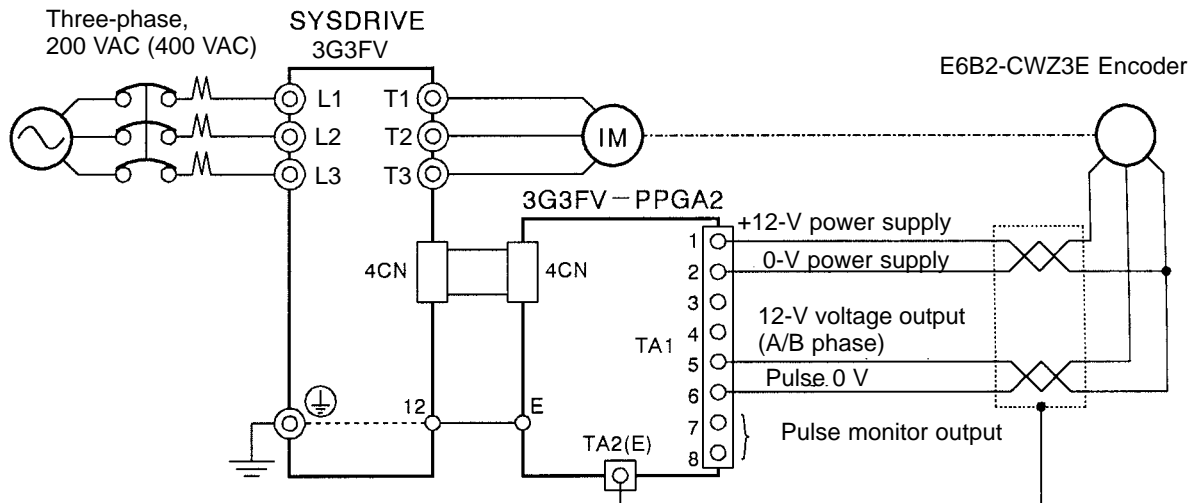 Three-phase,
200 VAC (400 VAC)
SYSDRIVE
3G3FV
E6B2-CWZ3E Encoder
L1
T1
L2
T2
IM
L3
T3
3G3FV-PPGA2
+12-V power supply
1
0-V power supply
2
4CN
4CN
3
12-V voltage output
(A/B phase)
4
TA1
5
Pulse 0 V
6
12
E
7
Pulse monitor output
TA2(E)
8